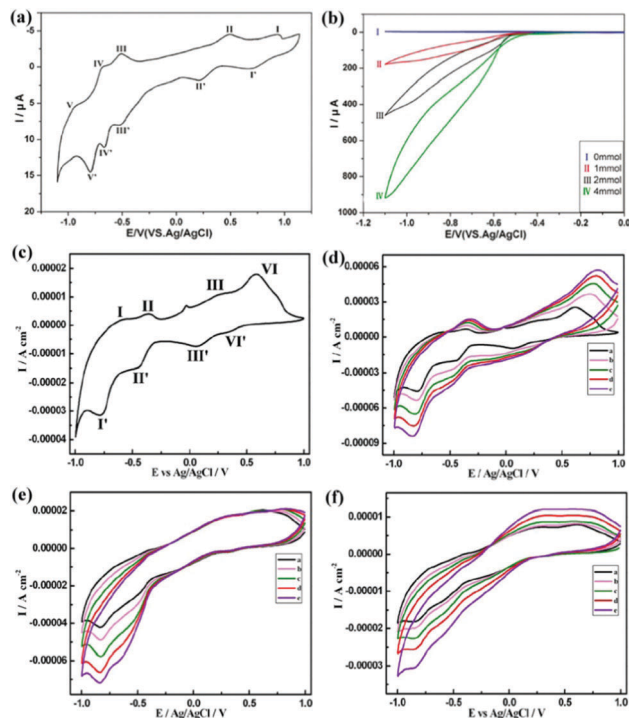 (a)
I / μA
-5
0
5
10
15
20
I
II
III
IV
V
I'
II'
III'
IV'
V'
-1.0
-0.5
0.0
0.5
1.0
E/V(VS.Ag/AgCl)
(b)
I / μA
0
200
400
600
800
1000
I
II
III
IV
I 0mmol
II 1mmol
III 2mmol
IV 4mmol
-1.2
-1.0
-0.8
-0.6
-0.4
-0.2
0.0
E/V(VS.Ag/AgCl)
(c)
I / A cm⁻²
0.00002
0.00001
0.00000
-0.00001
-0.00002
-0.00003
-0.00004
I
II
III
VI
I'
II'
III'
VI'
-1.0
-0.5
0.0
0.5
1.0
E vs Ag/AgCl / V
(d)
I / A cm⁻²
0.00006
0.00003
0.00000
-0.00003
-0.00006
-0.00009
a
b
c
d
e
-1.0
-0.5
0.0
0.5
1.0
E / Ag/AgCl / V
(e)
I / A cm⁻²
0.00002
0.00000
-0.00002
-0.00004
-0.00006
a
b
c
d
e
-1.0
-0.5
0.0
0.5
1.0
E / Ag/AgCl / V
(f)
I / A cm⁻²
0.00001
0.00000
-0.00001
-0.00002
-0.00003
a
b
c
d
e
-1.0
-0.5
0.0
0.5
1.0
E vs Ag/AgCl / V